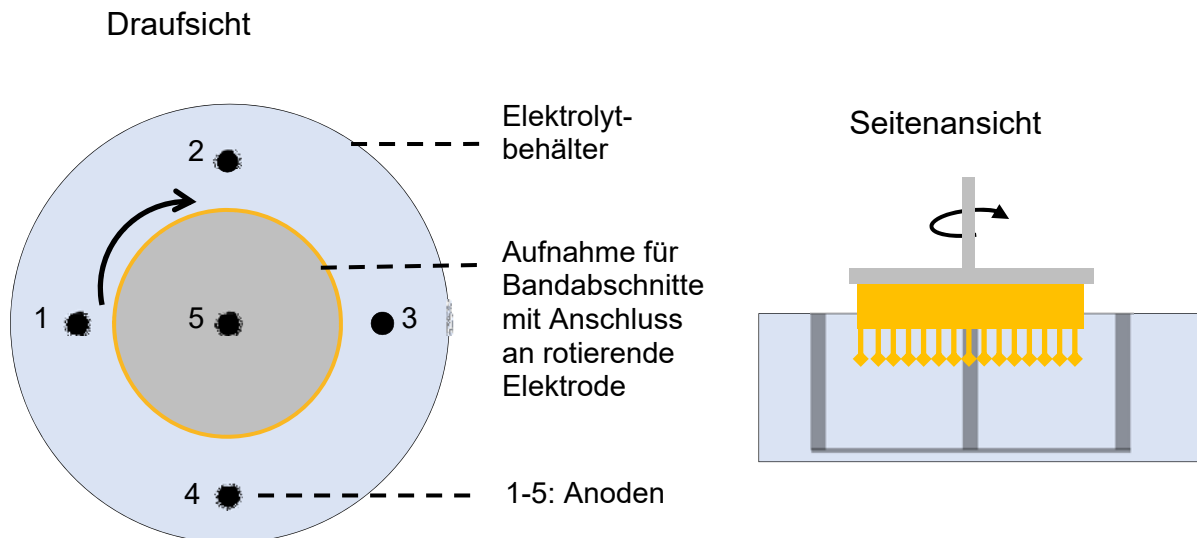 Draufsicht
Elektrolyt-
behälter
Seitenansicht
2
Aufnahme für
Bandabschnitte
mit Anschluss
an rotierende
Elektrode
1
5
3
4
1-5: Anoden